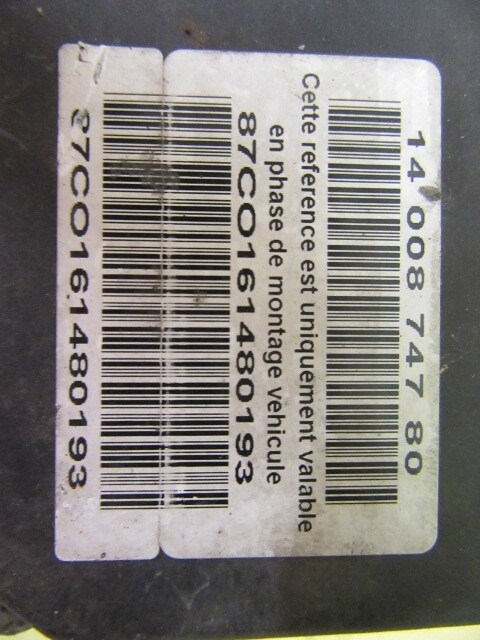 14 008 747 80
Cette reference est uniquement valable
en phase de montage vehicule
87C0161480193
87C0161480193